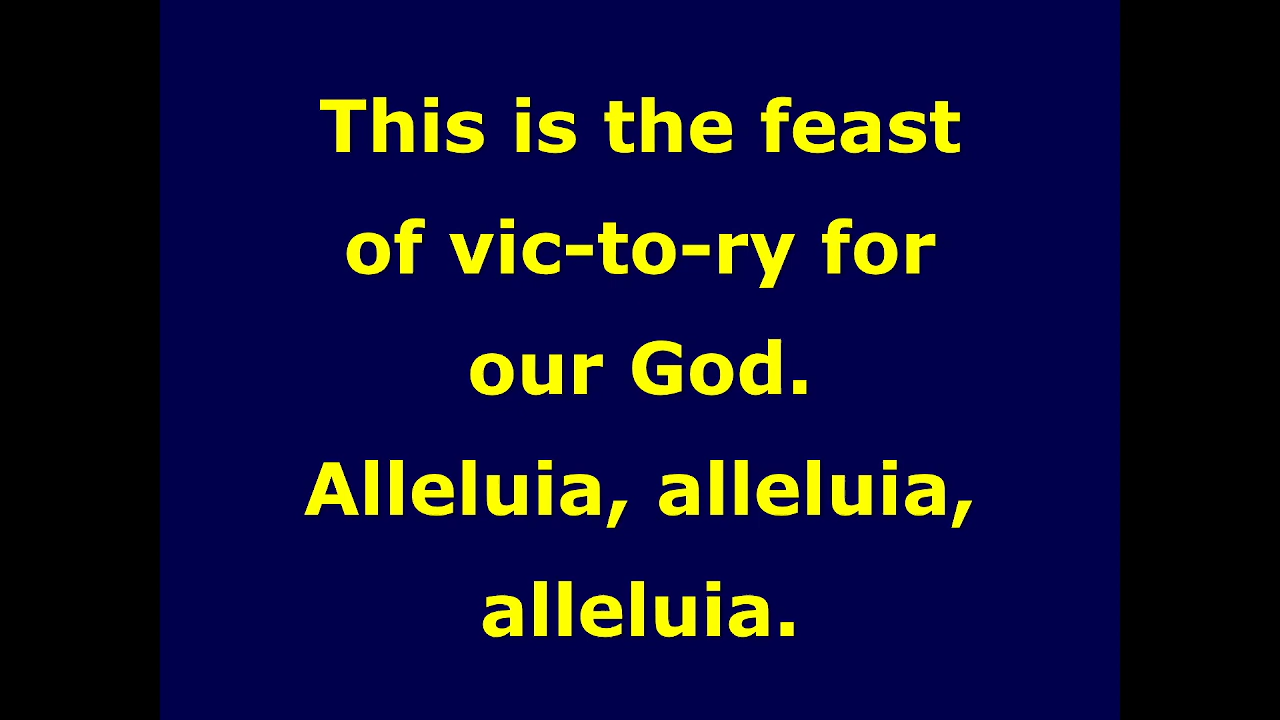 This is the feast
of vic-to-ry for
our God.
Alleluia, alleluia,
alleluia.